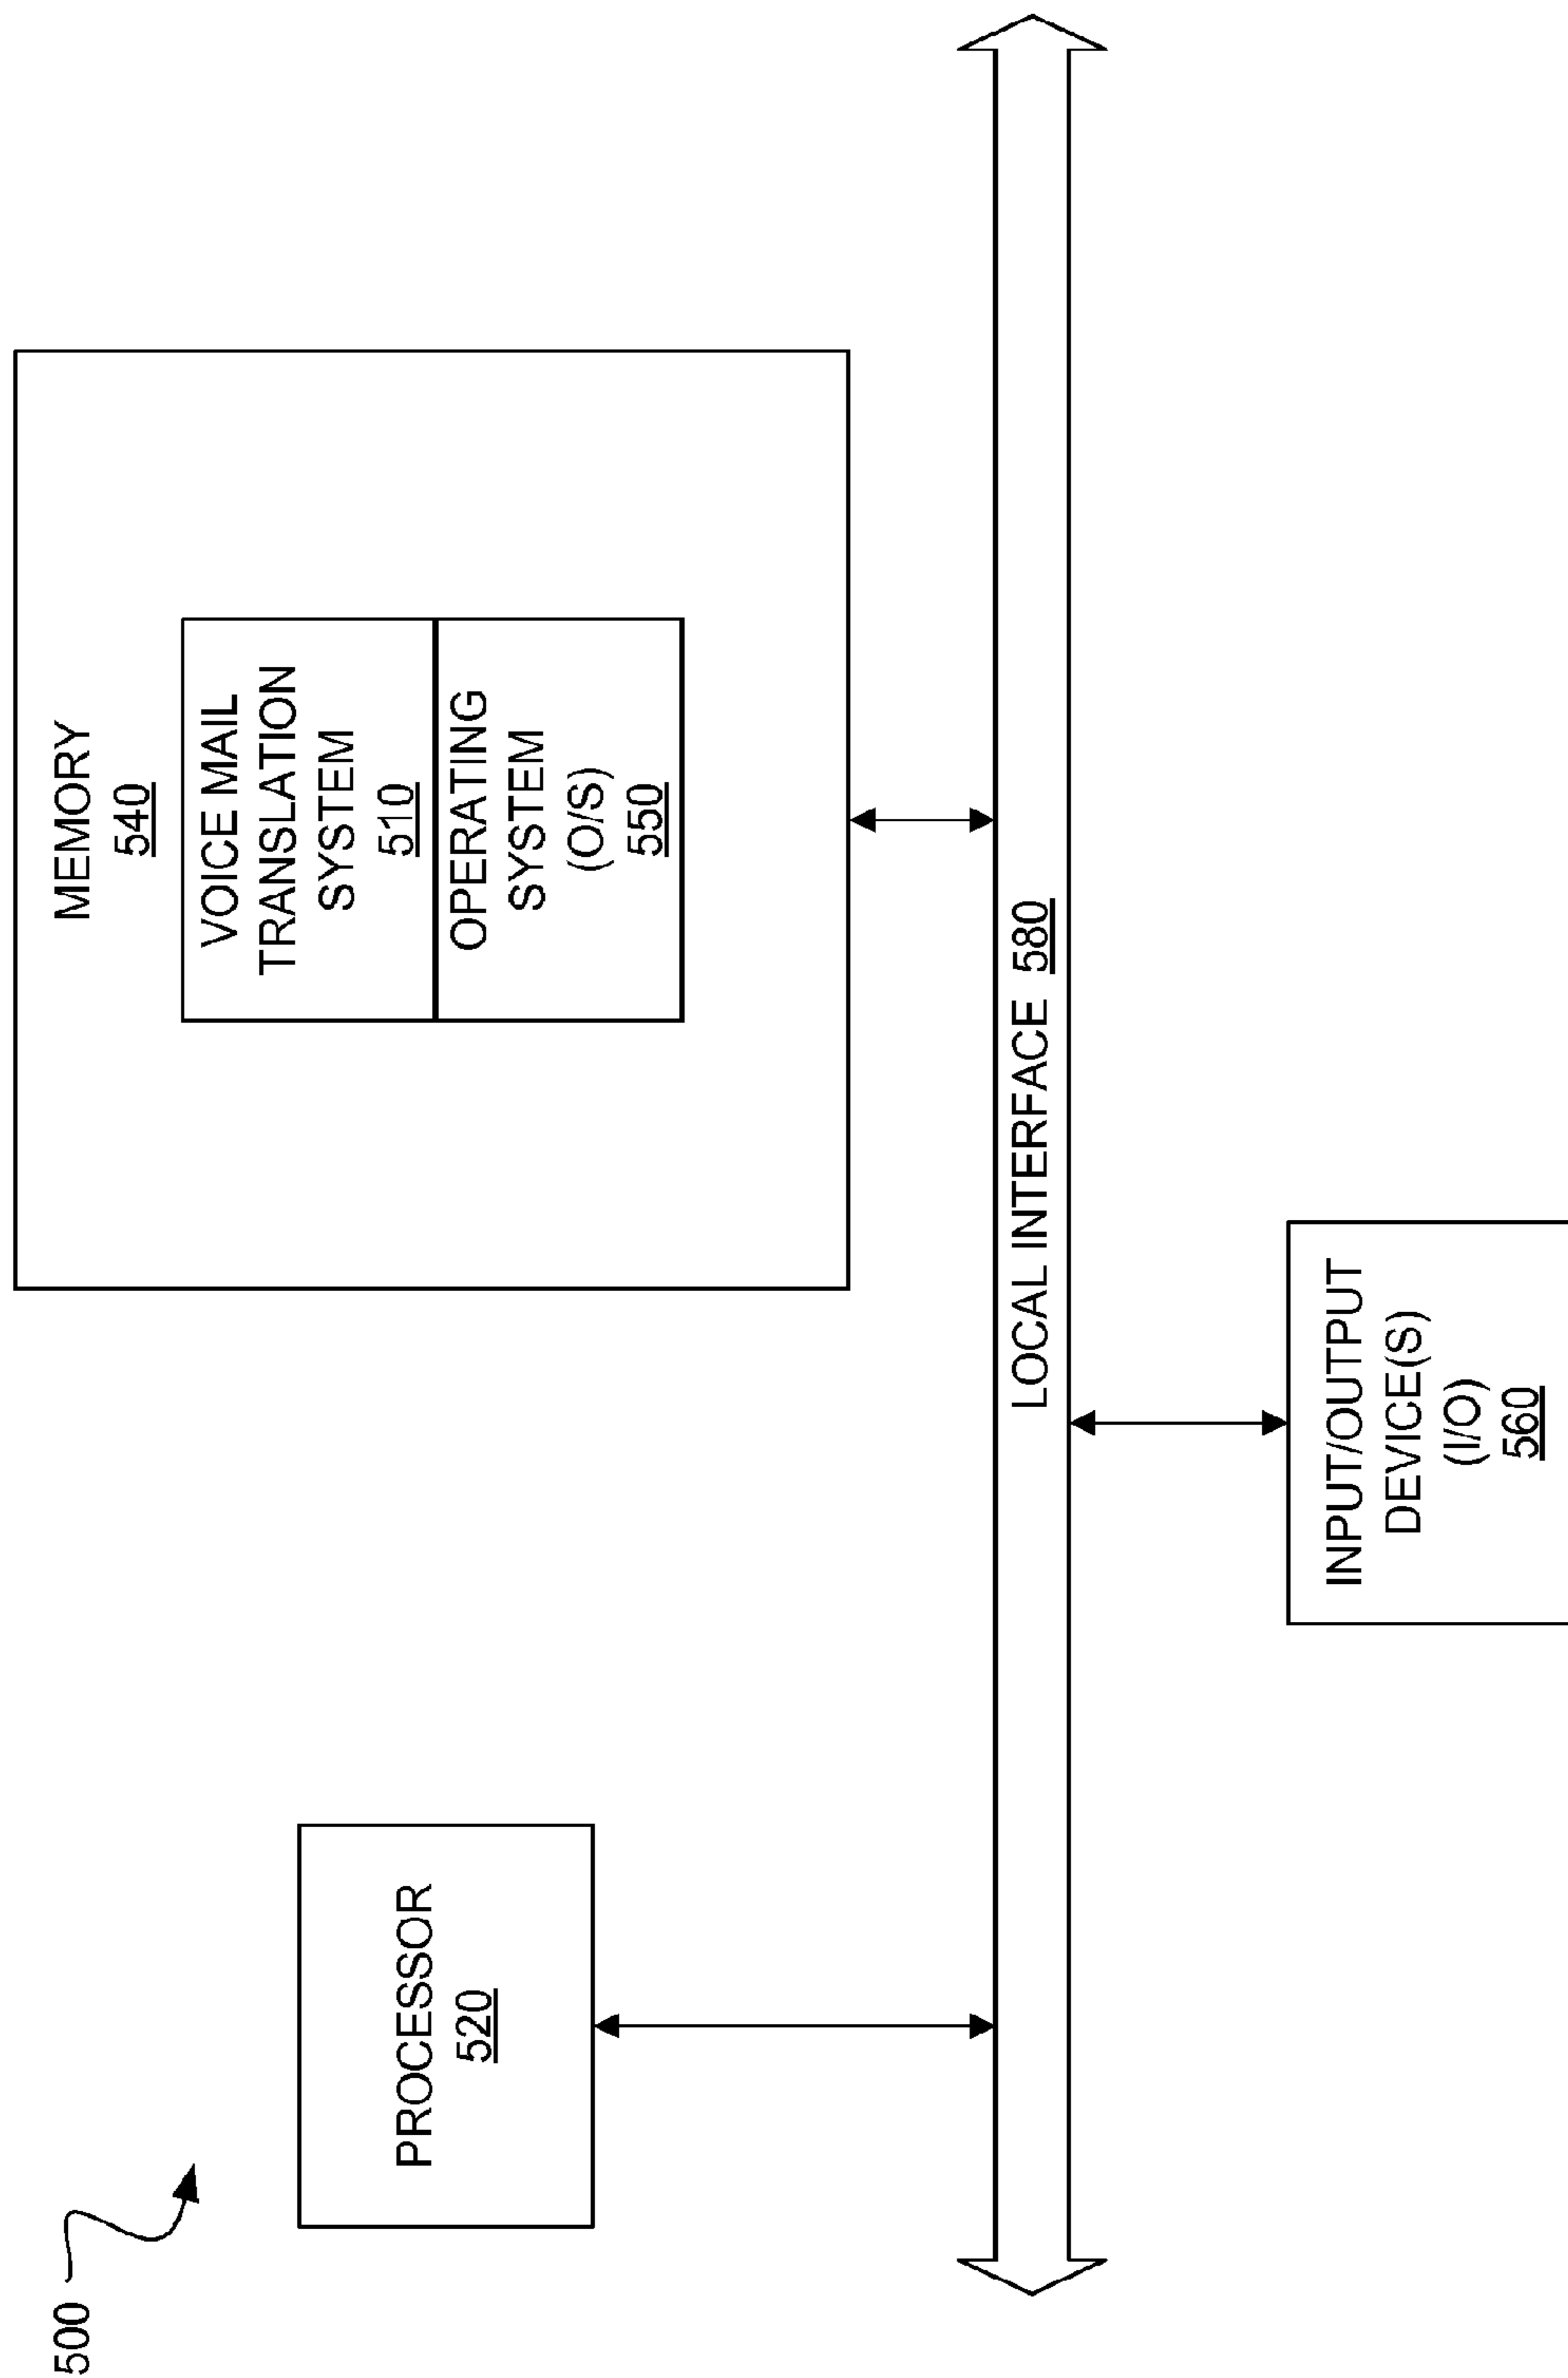 500
PROCESSOR
520
MEMORY
540
VOICE MAIL
TRANSLATION
SYSTEM
510
OPERATING
SYSTEM
(O/S)
550
LOCAL INTERFACE 580
INPUT/OUTPUT
DEVICE(S)
(I/O)
560